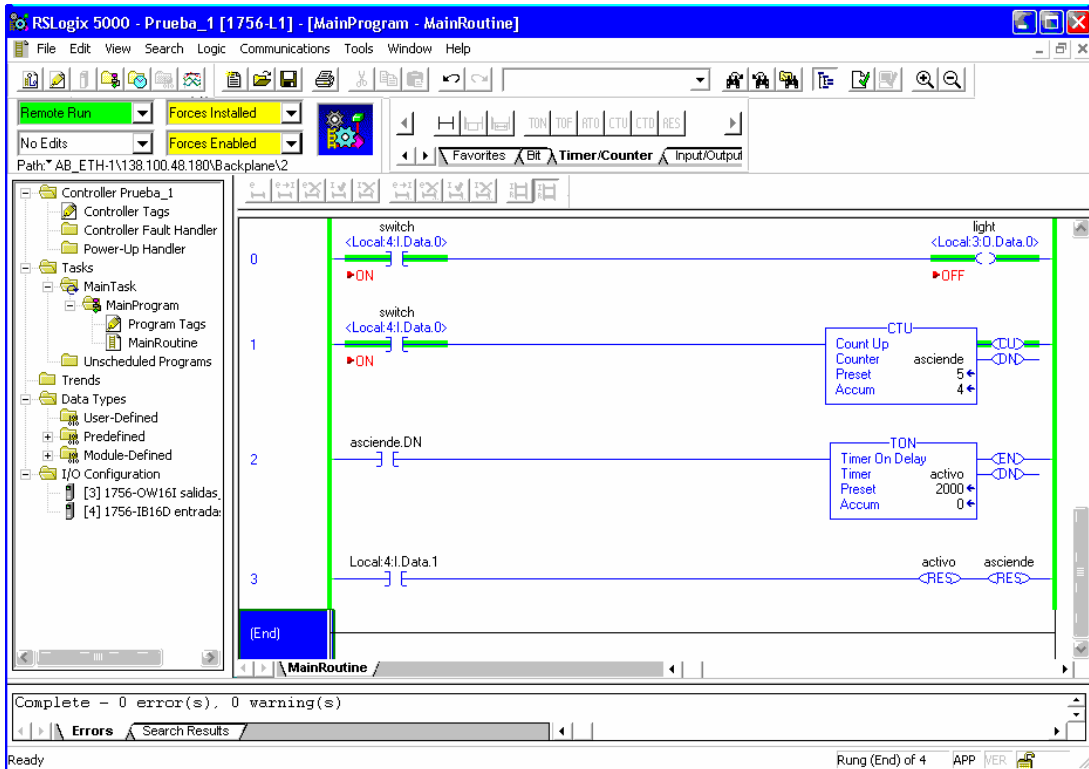 RSLogix 5000 - Prueba_1 [1756-L1] - [MainProgram - MainRoutine]
File Edit View Search Logic Communications Tools Window Help
Remote Run
Forces Installed
No Edits
Forces Enabled
Path: AB_ETH-1\138.100.48.180\Backplane\2
TON TOF RTO CTU CTD RES
Favorites Bit Timer/Counter Input/Output
Controller Prueba_1
Controller Tags
Controller Fault Handler
Power-Up Handler
Tasks
MainTask
MainProgram
Program Tags
MainRoutine
Unscheduled Programs
Trends
Data Types
User-Defined
Predefined
Module-Defined
I/O Configuration
[3] 1756-OW16I salidas_
[4] 1756-IB16D entrada
0
switch
<Local:4:I.Data.0>
ON
light
<Local:3:O.Data.0>
OFF
1
switch
<Local:4:I.Data.0>
ON
CTU
Count Up
Counter asciende
Preset 5
Accum 4
CU
DN
2
asciende.DN
TON
Timer On Delay
Timer activo
Preset 2000
Accum 0
EN
DN
3
Local:4:I.Data.1
activo
RES
asciende
RES
(End)
MainRoutine
Complete - 0 error(s), 0 warning(s)
Errors Search Results
Ready
Rung (End) of 4 APP VER